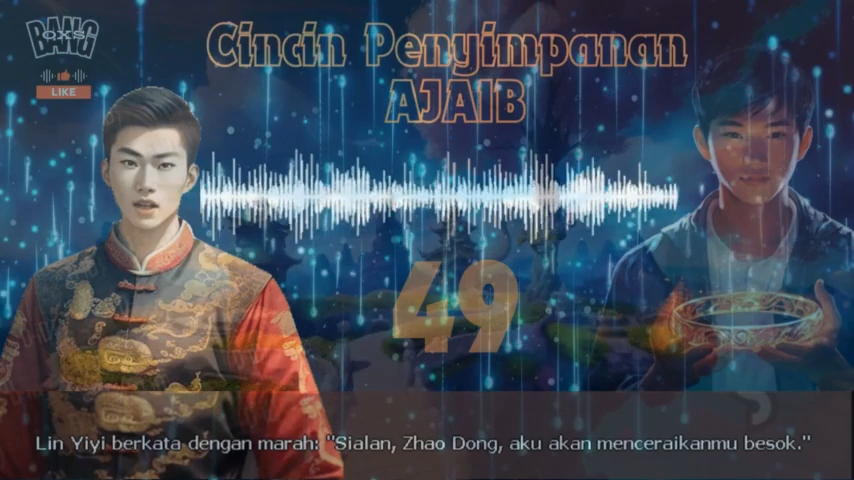 BANG
OXS
LIKE
Cincin Penyimpanan
AJAIB
49
Lin Yiyi berkata dengan marah: "Sialan, Zhao Dong, aku akan menceraikanmu besok."